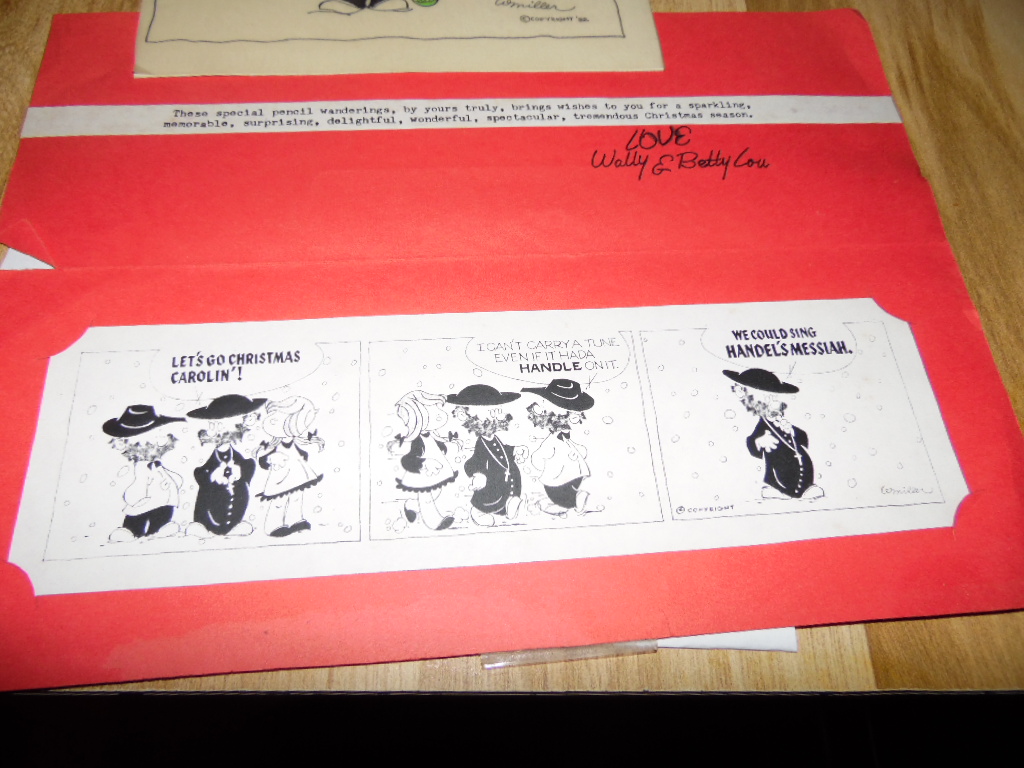 Wmiller
©COPYRIGHT '86
These special pencil wanderings, by yours truly, brings wishes to you for a sparkling,
memorable, surprising, delightful, wonderful, spectacular, tremendous Christmas season.
LOVE
Wally & Betty Lou
LET'S GO CHRISTMAS
CAROLIN'!
I CAN'T CARRY A TUNE
EVEN IF IT HAD A
HANDLE ON IT.
WE COULD SING
HANDEL'S MESSIAH.
Wmiller
© COPYRIGHT